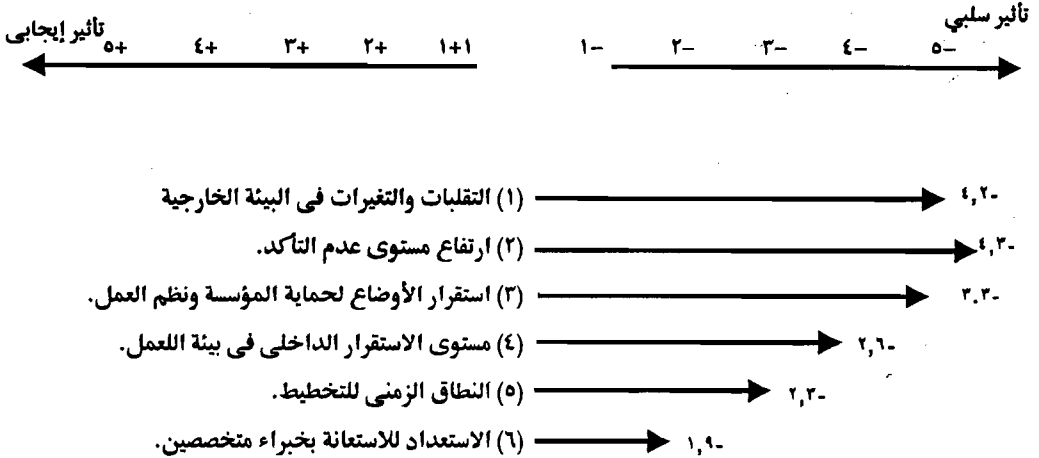 تأثير سلبي
تأثير إيجابى
-٥ -٤ -٣ -٢ -١ ١+١ +٢ +٣ +٤ +٥
(١) التقلبات والتغيرات فى البيئة الخارجية
٤,٢-
(٢) ارتفاع مستوى عدم التأكد.
٤,٣-
(٣) استقرار الأوضاع لحماية المؤسسة ونظم العمل.
٣.٣-
(٤) مستوى الاستقرار الداخلى فى بيئة اللعمل.
٢,٦-
(٥) النطاق الزمنى للتخطيط.
٢,٣-
(٦) الاستعداد للاستعانة بخبراء متخصصين.
١,٩-